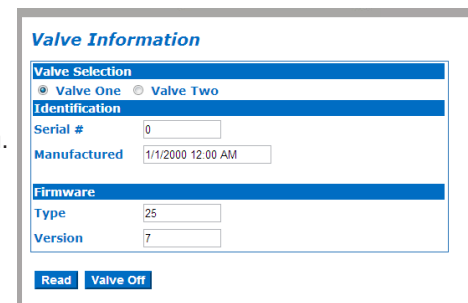 Valve Information
Valve Selection
Valve One Valve Two
Identification
Serial # 0
Manufactured 1/1/2000 12:00 AM
Firmware
Type 25
Version 7
Read Valve Off